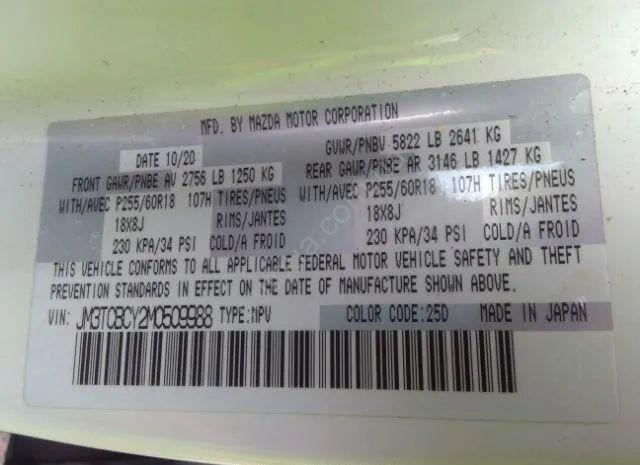 MFD. BY MAZDA MOTOR CORPORATION
DATE 10/20 GVWR/PNBV 5822 LB 2641 KG
FRONT GAWR/PNBE AV 2756 LB 1250 KG REAR GAWR/PNBE AR 3146 LB 1427 KG
WITH/AVEC P255/60R18 107H TIRES/PNEUS WITH/AVEC P255/60R18 107H TIRES/PNEUS
18X8J RIMS/JANTES 18X8J RIMS/JANTES
230 KPA/34 PSI COLD/A FROID 230 KPA/34 PSI COLD/A FROID
THIS VEHICLE CONFORMS TO ALL APPLICABLE FEDERAL MOTOR VEHICLE SAFETY AND THEFT
PREVENTION STANDARDS IN EFFECT ON THE DATE OF MANUFACTURE SHOWN ABOVE.
VIN: JM3TCBCY2M0509988 TYPE:MPV COLOR CODE:25D MADE IN JAPAN